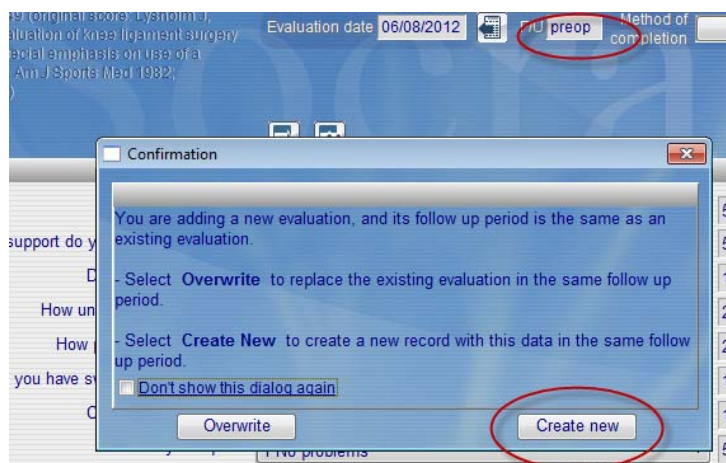 (original score: Lysholm J,
evaluation of knee ligament surgery
special emphasis on use of a
Am J Sports Med 1982;
Evaluation date 06/08/2012 F/U preop Method of
completion
Socra
Confirmation
You are adding a new evaluation, and its follow up period is the same as an
existing evaluation.
- Select Overwrite to replace the existing evaluation in the same follow up
period.
- Select Create New to create a new record with this data in the same follow
up period.
Don't show this dialog again
Overwrite Create new
support do y
How un
How
you have sw
No problems